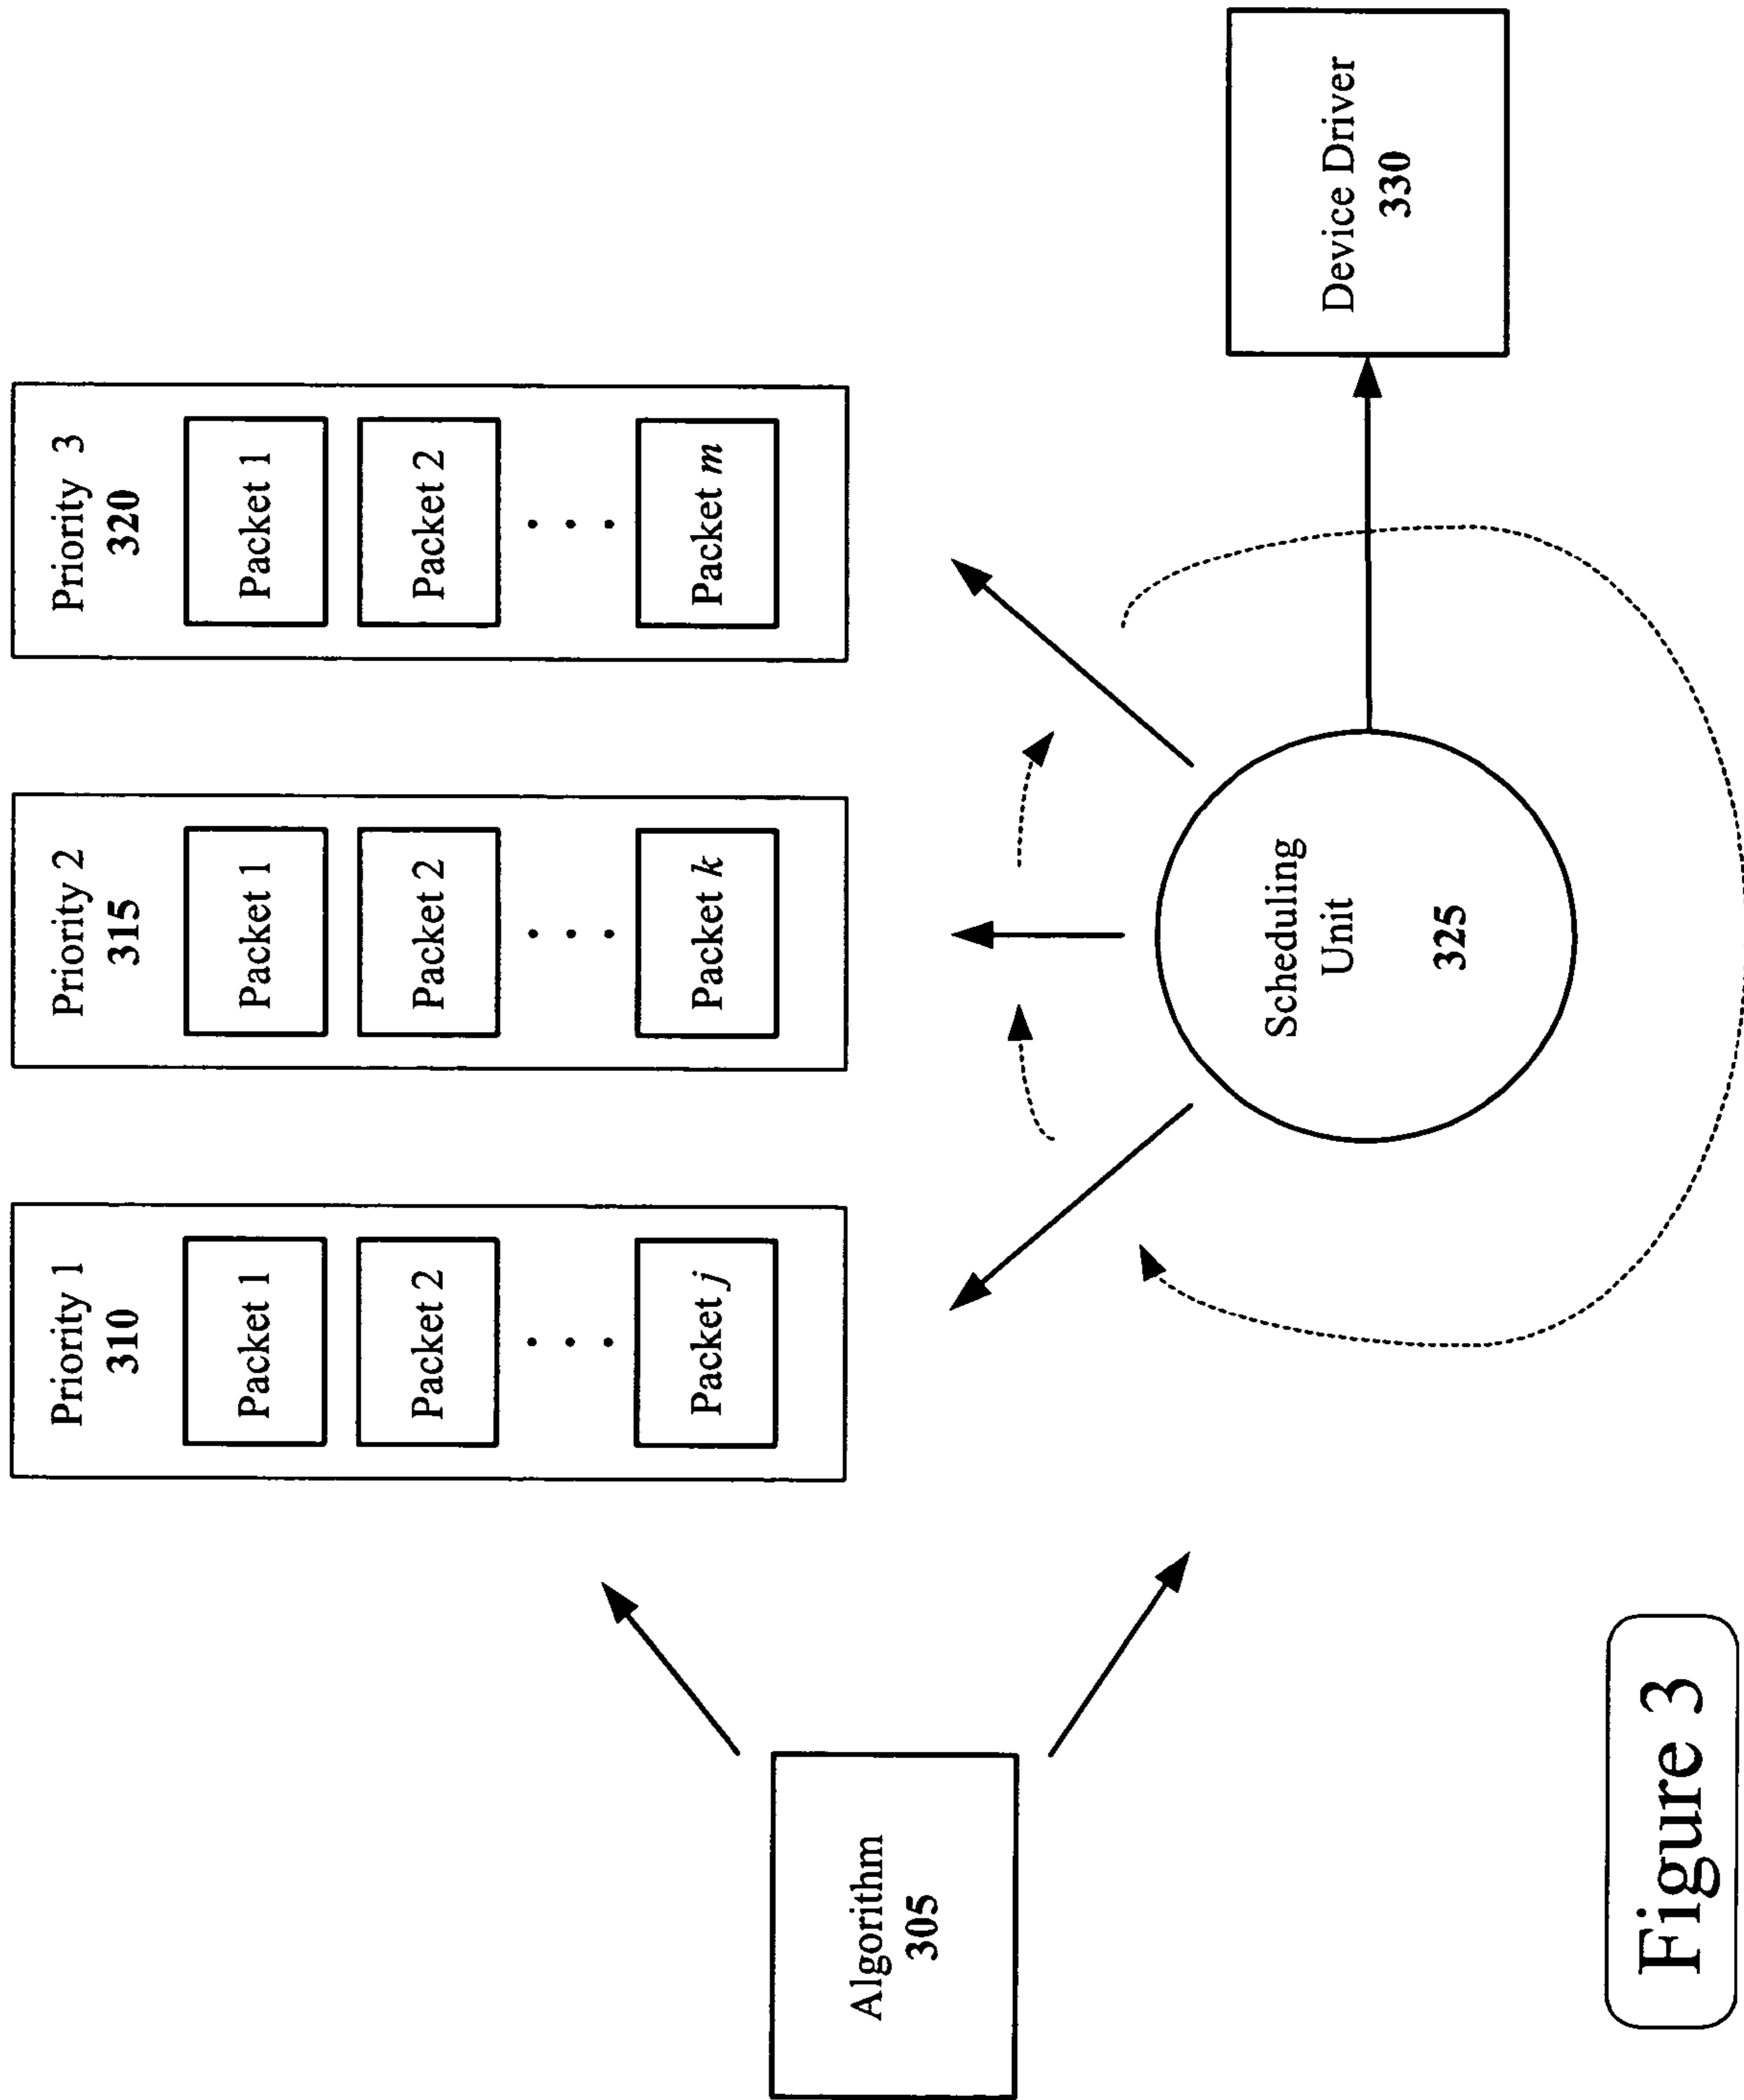 Priority 1
310
Packet 1
Packet 2
. . .
Packet j
Priority 2
315
Packet 1
Packet 2
. . .
Packet k
Priority 3
320
Packet 1
Packet 2
. . .
Packet m
Algorithm
305
Scheduling
Unit
325
Device Driver
330
Figure 3